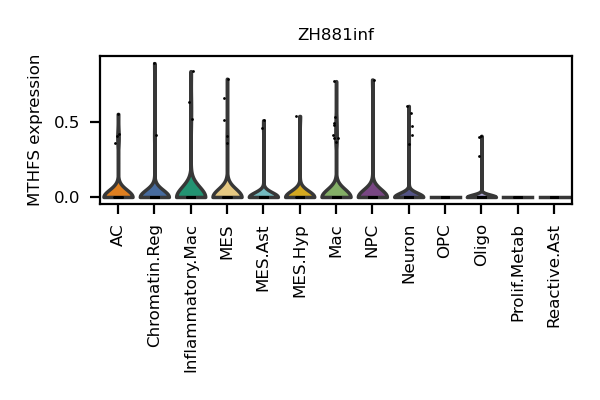 ZH881inf
MTHFS expression
0.5
0.0
AC
Chromatin.Reg
Inflammatory.Mac
MES
MES.Ast
MES.Hyp
Mac
NPC
Neuron
OPC
Oligo
Prolif.Metab
Reactive.Ast